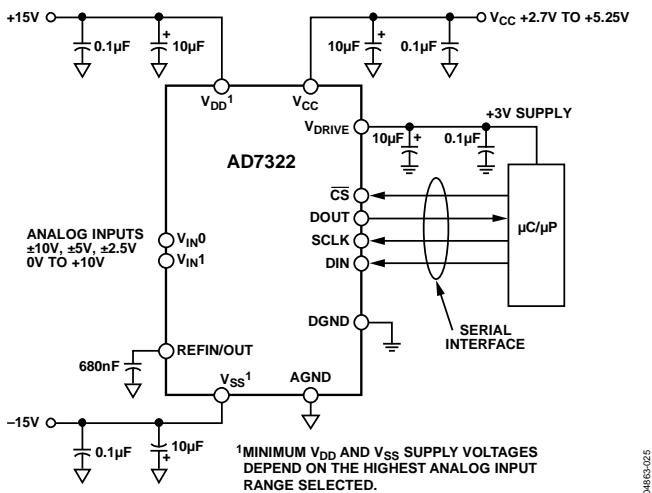 +15V
0.1µF
+
10µF
10µF
+
0.1µF
VCC +2.7V TO +5.25V
VDD1
VCC
VDRIVE
+3V SUPPLY
10µF
+
0.1µF
AD7322
CS
DOUT
SCLK
DIN
µC/µP
ANALOG INPUTS
±10V, ±5V, ±2.5V
0V TO +10V
VIN0
VIN1
DGND
SERIAL
INTERFACE
REFIN/OUT
680nF
VSS1
AGND
–15V
0.1µF
10µF
+
1MINIMUM VDD AND VSS SUPPLY VOLTAGES
DEPEND ON THE HIGHEST ANALOG INPUT
RANGE SELECTED.
04863-025